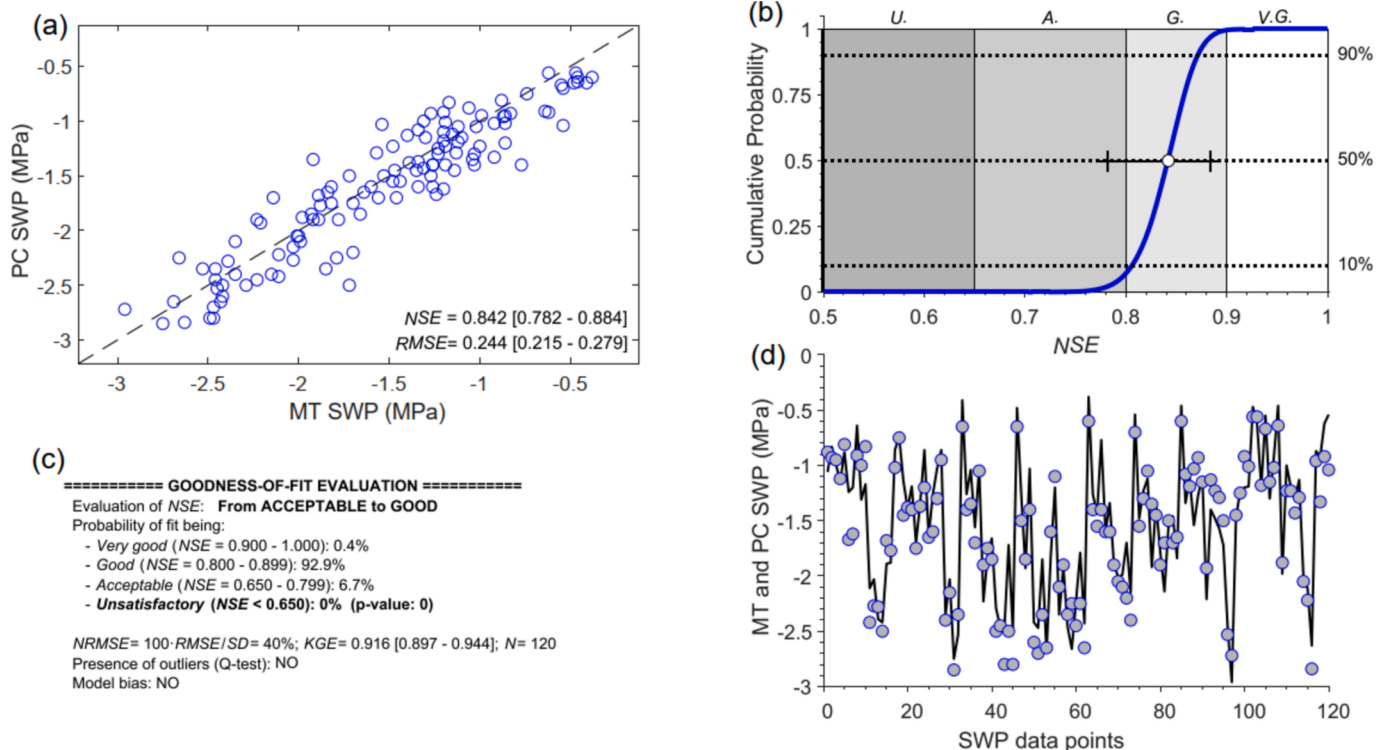 (a)
PC SWP (MPa)
-0.5
-1
-1.5
-2
-2.5
-3
NSE = 0.842 [0.782 - 0.884]
RMSE= 0.244 [0.215 - 0.279]
-3 -2.5 -2 -1.5 -1 -0.5
MT SWP (MPa)
(b)
U. A. G. V.G.
Cumulative Probability
1
0.75
0.5
0.25
0
90%
50%
10%
0.5 0.6 0.7 0.8 0.9 1
NSE
(c)
=========== GOODNESS-OF-FIT EVALUATION ===========
Evaluation of NSE: From ACCEPTABLE to GOOD
Probability of fit being:
- Very good (NSE = 0.900 - 1.000): 0.4%
- Good (NSE = 0.800 - 0.899): 92.9%
- Acceptable (NSE = 0.650 - 0.799): 6.7%
- Unsatisfactory (NSE < 0.650): 0% (p-value: 0)
NRMSE= 100·RMSE/SD= 40%; KGE= 0.916 [0.897 - 0.944]; N= 120
Presence of outliers (Q-test): NO
Model bias: NO
(d)
MT and PC SWP (MPa)
0
-0.5
-1
-1.5
-2
-2.5
-3
0 20 40 60 80 100 120
SWP data points